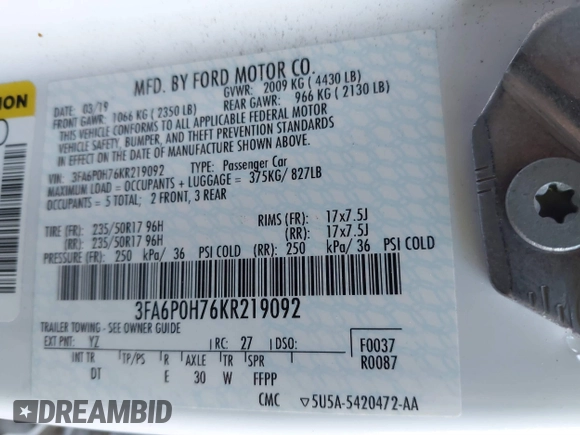 MFD. BY FORD MOTOR CO.
DATE: 03/19 GVWR: 2009 KG ( 4430 LB)
FRONT GAWR: 1066 KG ( 2350 LB) REAR GAWR: 966 KG ( 2130 LB)
THIS VEHICLE CONFORMS TO ALL APPLICABLE FEDERAL MOTOR
VEHICLE SAFETY, BUMPER, AND THEFT PREVENTION STANDARDS
IN EFFECT ON THE DATE OF MANUFACTURE SHOWN ABOVE.
VIN: 3FA6P0H76KR219092 TYPE: Passenger Car
MAXIMUM LOAD = OCCUPANTS + LUGGAGE = 375KG/ 827LB
OCCUPANTS = 5 TOTAL; 2 FRONT, 3 REAR
TIRE (FR): 235/50R17 96H RIMS (FR): 17x7.5J
(RR): 235/50R17 96H (RR): 17x7.5J
PRESSURE (FR): 250 kPa/ 36 PSI COLD (RR): 250 kPa/ 36 PSI COLD
3FA6P0H76KR219092
TRAILER TOWING - SEE OWNER GUIDE
EXT PNT: YZ RC: 27 DSO: F0037
INT TR TP/PS R AXLE TR SPR R0087
DT E 30 W FFPP
CMC ▽5U5A-5420472-AA
DREAMBID